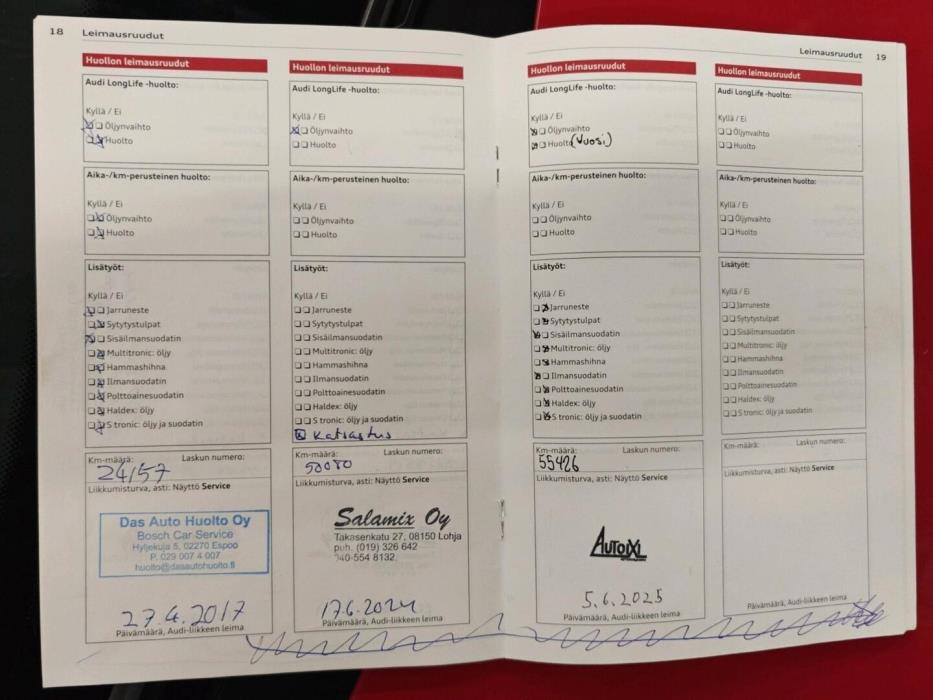 18 Leimausruudut
Huollon leimausruudut
Audi LongLife -huolto:
Kyllä / Ei
Öljynvaihto
Huolto
Aika-/km-perusteinen huolto:
Kyllä / Ei
Öljynvaihto
Huolto
Lisätyöt:
Kyllä / Ei
Jarruneste
Sytytystulpat
Sisäilmansuodatin
Multitronic: öljy
Hammashihna
Ilmansuodatin
Polttoainesuodatin
Haldex: öljy
S tronic: öljy ja suodatin
Km-määrä: Laskun numero:
24157
Liikkumisturva, asti: Näyttö Service
Das Auto Huolto Oy
Bosch Car Service
Hyljekuja 5, 02270 Espoo
P. 029 007 4 007
huolto@dasautohuolto.fi
27.4.2017
Päivämäärä, Audi-liikkeen leima
Huollon leimausruudut
Audi LongLife -huolto:
Kyllä / Ei
Öljynvaihto
Huolto
Aika-/km-perusteinen huolto:
Kyllä / Ei
Öljynvaihto
Huolto
Lisätyöt:
Kyllä / Ei
Jarruneste
Sytytystulpat
Sisäilmansuodatin
Multitronic: öljy
Hammashihna
Ilmansuodatin
Polttoainesuodatin
Haldex: öljy
S tronic: öljy ja suodatin
Katsastus
Km-määrä: Laskun numero:
Liikkumisturva, asti: Näyttö Service
Salamix Oy
Takasenkatu 27, 08150 Lohja
puh. (019) 326 642
040-554 8132
17.6.2024
Päivämäärä, Audi-liikkeen leima
Leimausruudut 19
Huollon leimausruudut
Audi LongLife -huolto:
Kyllä / Ei
Öljynvaihto
Huolto (Vuosi)
Aika-/km-perusteinen huolto:
Kyllä / Ei
Öljynvaihto
Huolto
Lisätyöt:
Kyllä / Ei
Jarruneste
Sytytystulpat
Sisäilmansuodatin
Multitronic: öljy
Hammashihna
Ilmansuodatin
Polttoainesuodatin
Haldex: öljy
S tronic: öljy ja suodatin
Km-määrä: Laskun numero:
55426
Liikkumisturva, asti: Näyttö Service
5.6.2025
Päivämäärä, Audi-liikkeen leima
Huollon leimausruudut
Audi LongLife -huolto:
Kyllä / Ei
Öljynvaihto
Huolto
Aika-/km-perusteinen huolto:
Kyllä / Ei
Öljynvaihto
Huolto
Lisätyöt:
Kyllä / Ei
Jarruneste
Sytytystulpat
Sisäilmansuodatin
Multitronic: öljy
Hammashihna
Ilmansuodatin
Polttoainesuodatin
Haldex: öljy
S tronic: öljy ja suodatin
Km-määrä: Laskun numero:
Liikkumisturva, asti: Näyttö Service
Päivämäärä, Audi-liikkeen leima